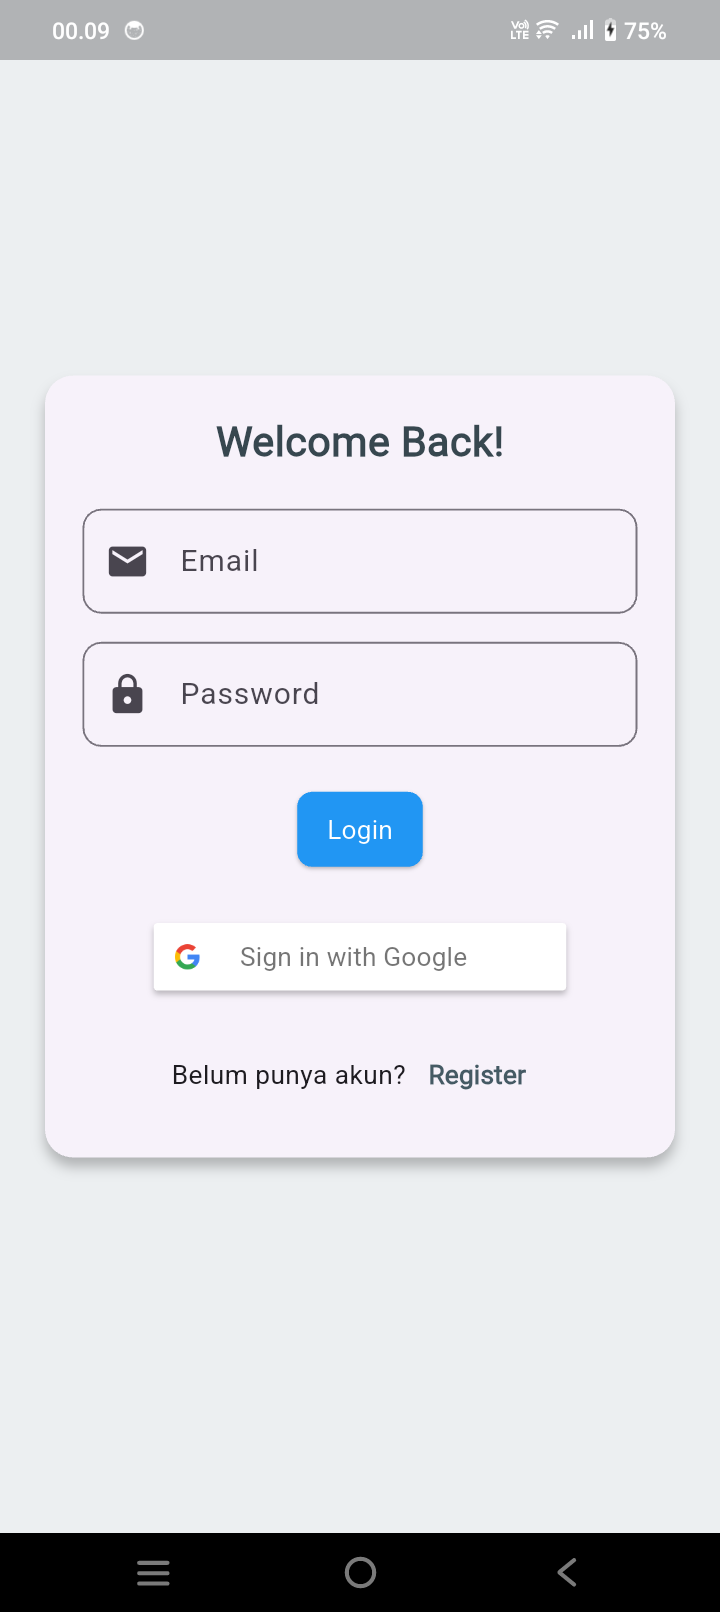 00.09
Vo) LTE 75%
Welcome Back!
Email
Password
Login
Sign in with Google
Belum punya akun? Register